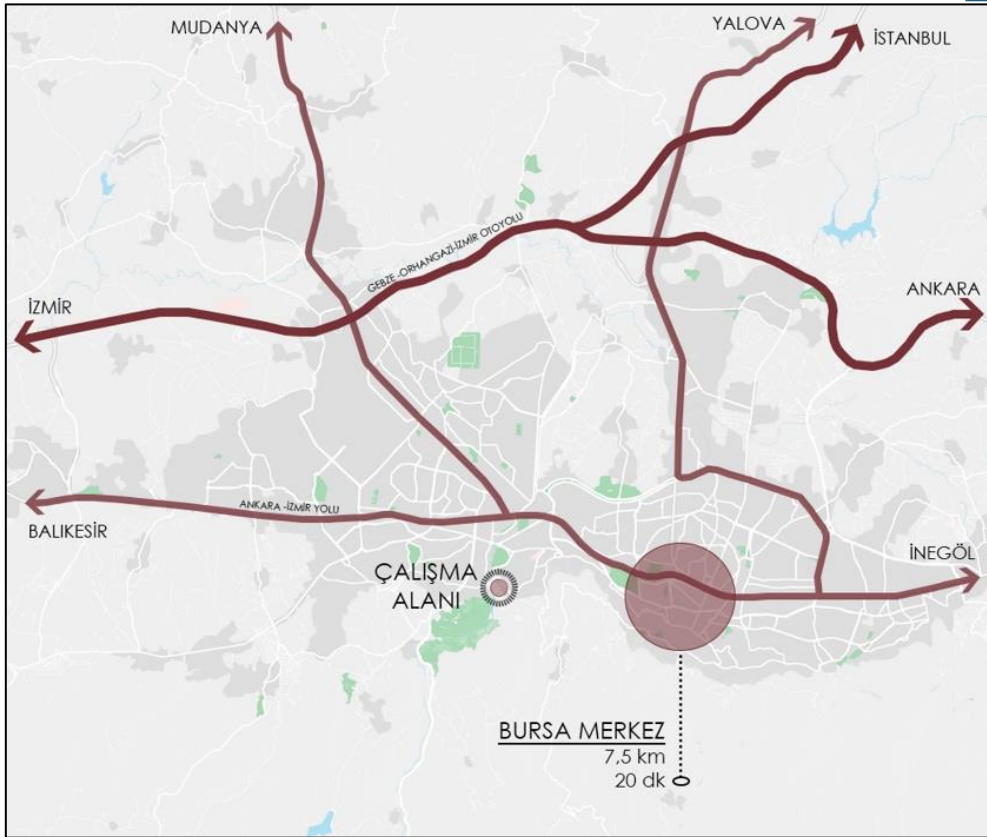 MUDANYA
YALOVA
İSTANBUL
GEBZE -ORHANGAZİ-İZMİR OTOYOLU
İZMİR
ANKARA
ANKARA -İZMİR YOLU
BALIKESİR
İNEGÖL
ÇALIŞMA
ALANI
BURSA MERKEZ
7,5 km
20 dk